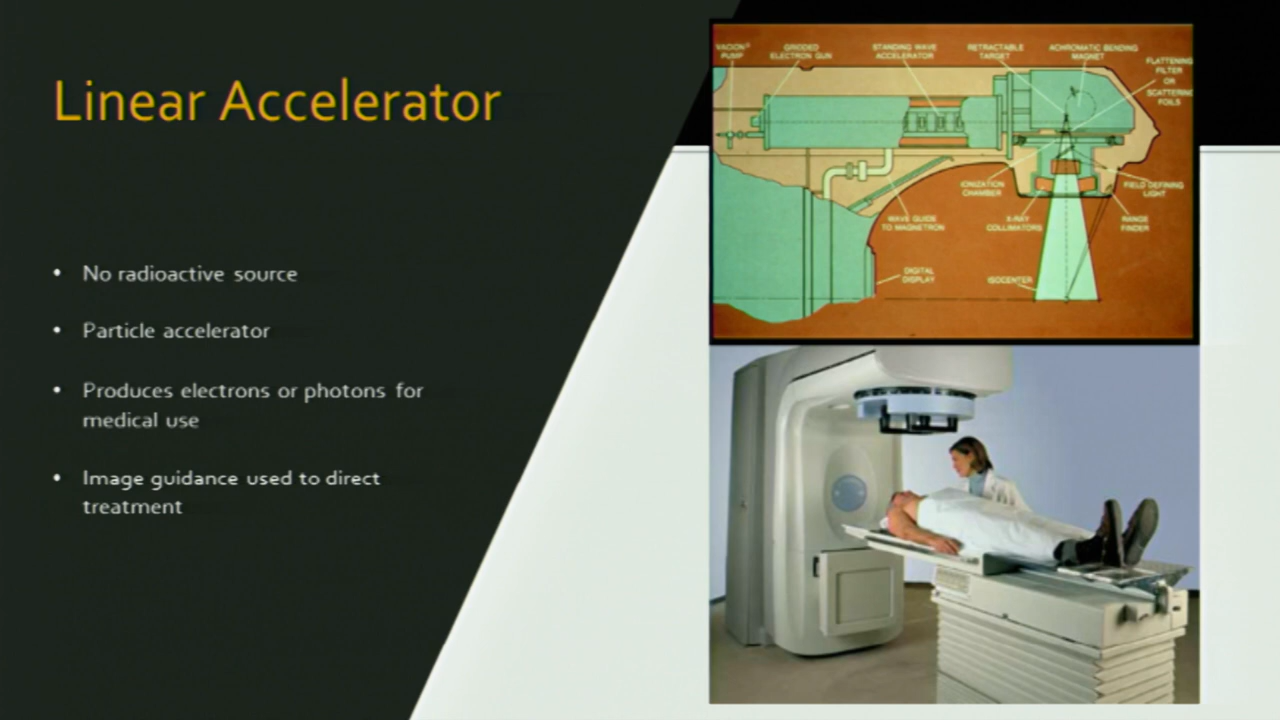 Linear Accelerator
• No radioactive source
• Particle accelerator
• Produces electrons or photons for
medical use
• Image guidance used to direct
treatment
VACION®
PUMP
GRIDDED
ELECTRON GUN
STANDING WAVE
ACCELERATOR
RETRACTABLE
TARGET
ACHROMATIC BENDING
MAGNET
FLATTENING
FILTER
OR
SCATTERING
FOILS
IONIZATION
CHAMBER
FIELD DEFINING
LIGHT
WAVE GUIDE
TO MAGNETRON
X-RAY
COLLIMATORS
RANGE
FINDER
DIGITAL
DISPLAY
ISOCENTER